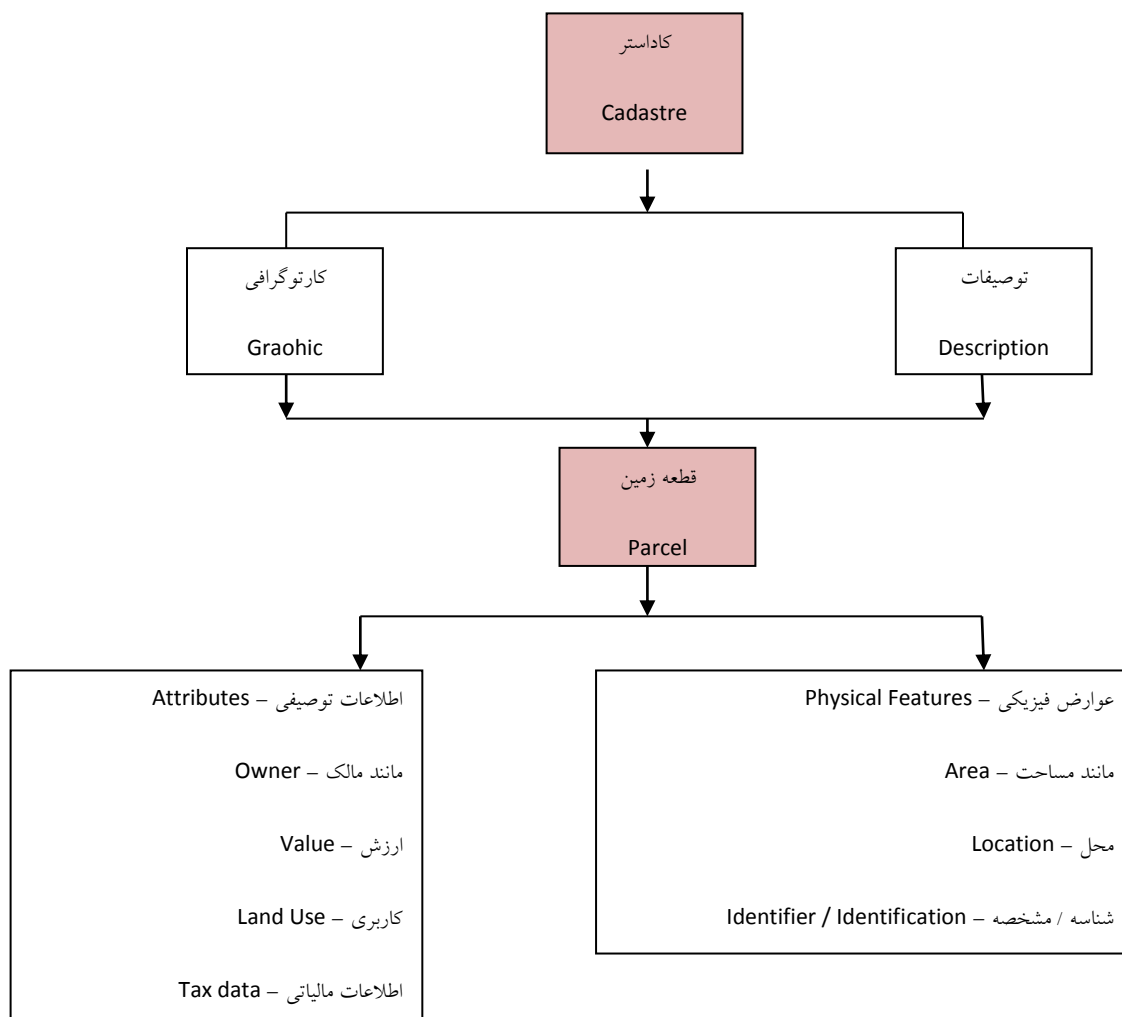 کاداستر
Cadastre
توصیفات
Description
کارتوگرافی
Graohic
قطعه زمین
Parcel
عوارض فیزیکی – Physical Features
مانند مساحت – Area
محل – Location
شناسه / مشخصه – Identifier / Identification
اطلاعات توصیفی – Attributes
مانند مالک – Owner
ارزش – Value
کاربری – Land Use
اطلاعات مالیاتی – Tax data